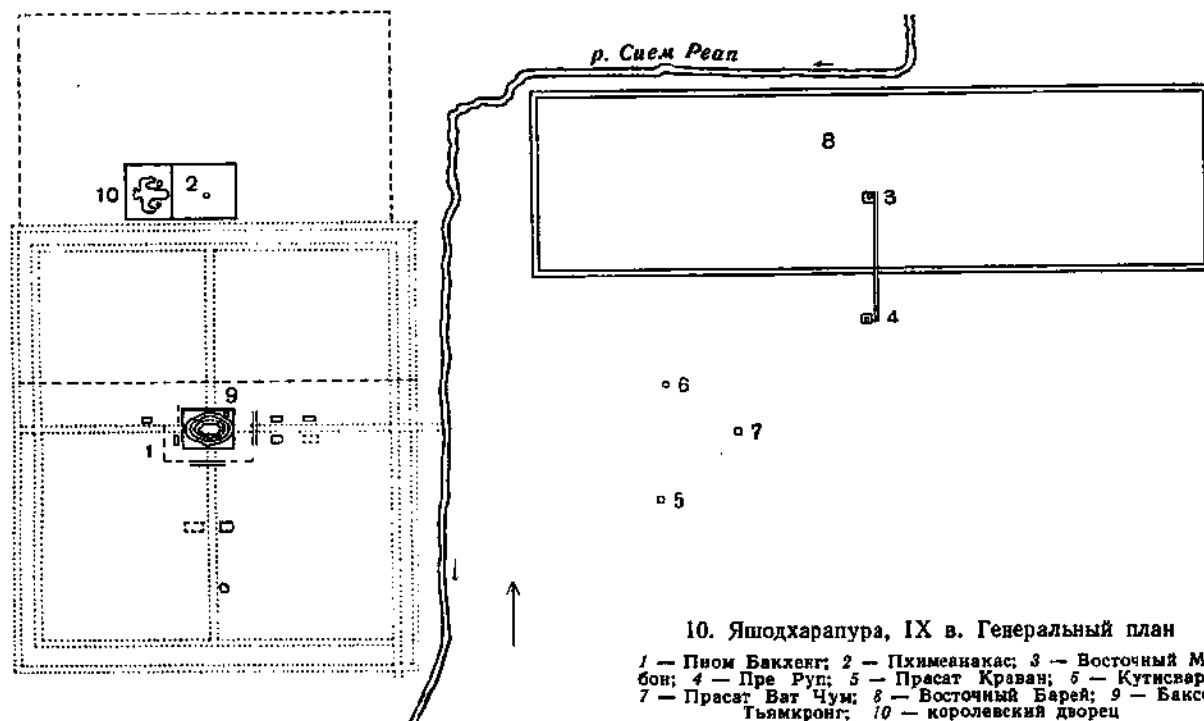 р. Сием Реап
8
10
2
3
4
9
6
7
1
5
10. Яшодхарапура, IX в. Генеральный план
1 — Пном Бакхенг; 2 — Пхимеанакас; 3 — Восточный
бон; 4 — Пре Руп; 5 — Прасат Краван; 6 —
7 — Прасат Ват Чум; 8 — Восточный Барей; 9 —
Тьямкронг; 10 — королевский дворец